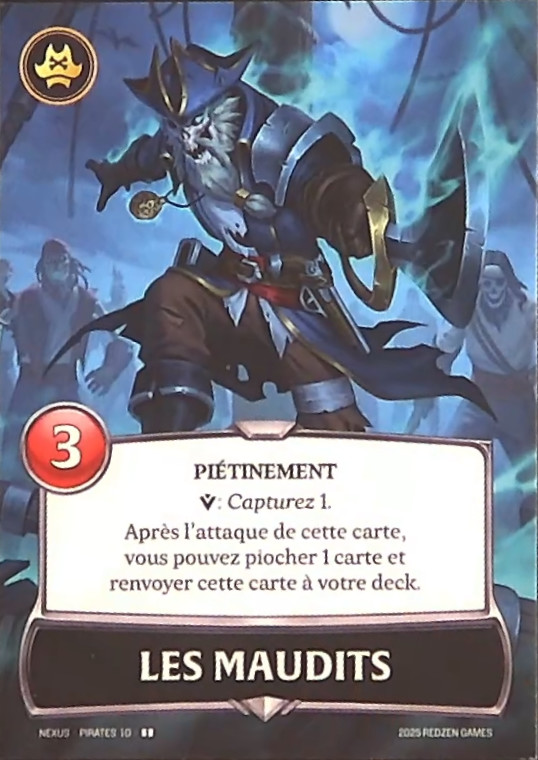 3
PIÉTINEMENT
: Capturez 1.
Après l'attaque de cette carte,
vous pouvez piocher 1 carte et
renvoyer cette carte à votre deck.
LES MAUDITS
NEXUS PIRATES 10
2025 REDZEN GAMES